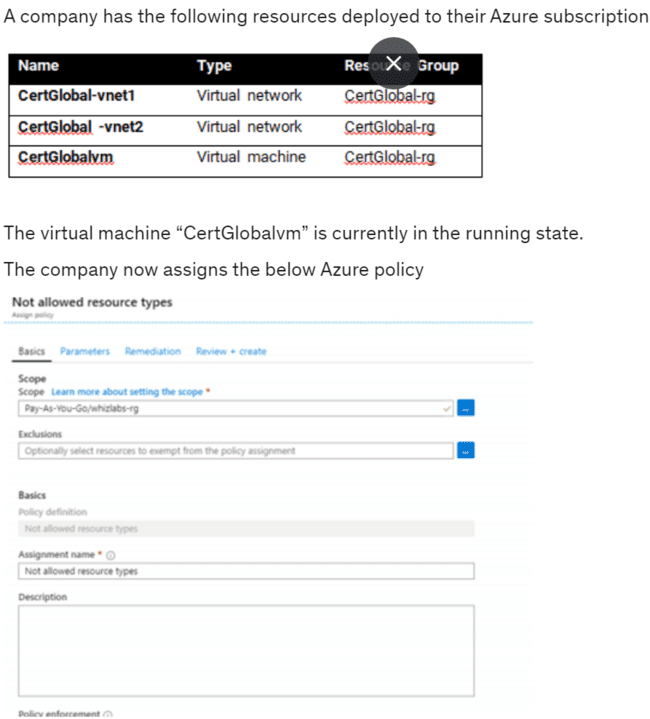 A company has the following resources deployed to their Azure subscription
Name Type Resource Group
CertGlobal-vnet1 Virtual network CertGlobal-rg
CertGlobal -vnet2 Virtual network CertGlobal-rg
CertGlobalvm Virtual machine CertGlobal-rg
The virtual machine “CertGlobalvm” is currently in the running state.
The company now assigns the below Azure policy
Not allowed resource types
Assign policy
Basics Parameters Remediation Review + create
Scope
Scope Learn more about setting the scope *
Pay-As-You-Go/whizlabs-rg
Exclusions
Optionally select resources to exempt from the policy assignment
Basics
Policy definition
Not allowed resource types
Assignment name *
Not allowed resource types
Description
Policy enforcement